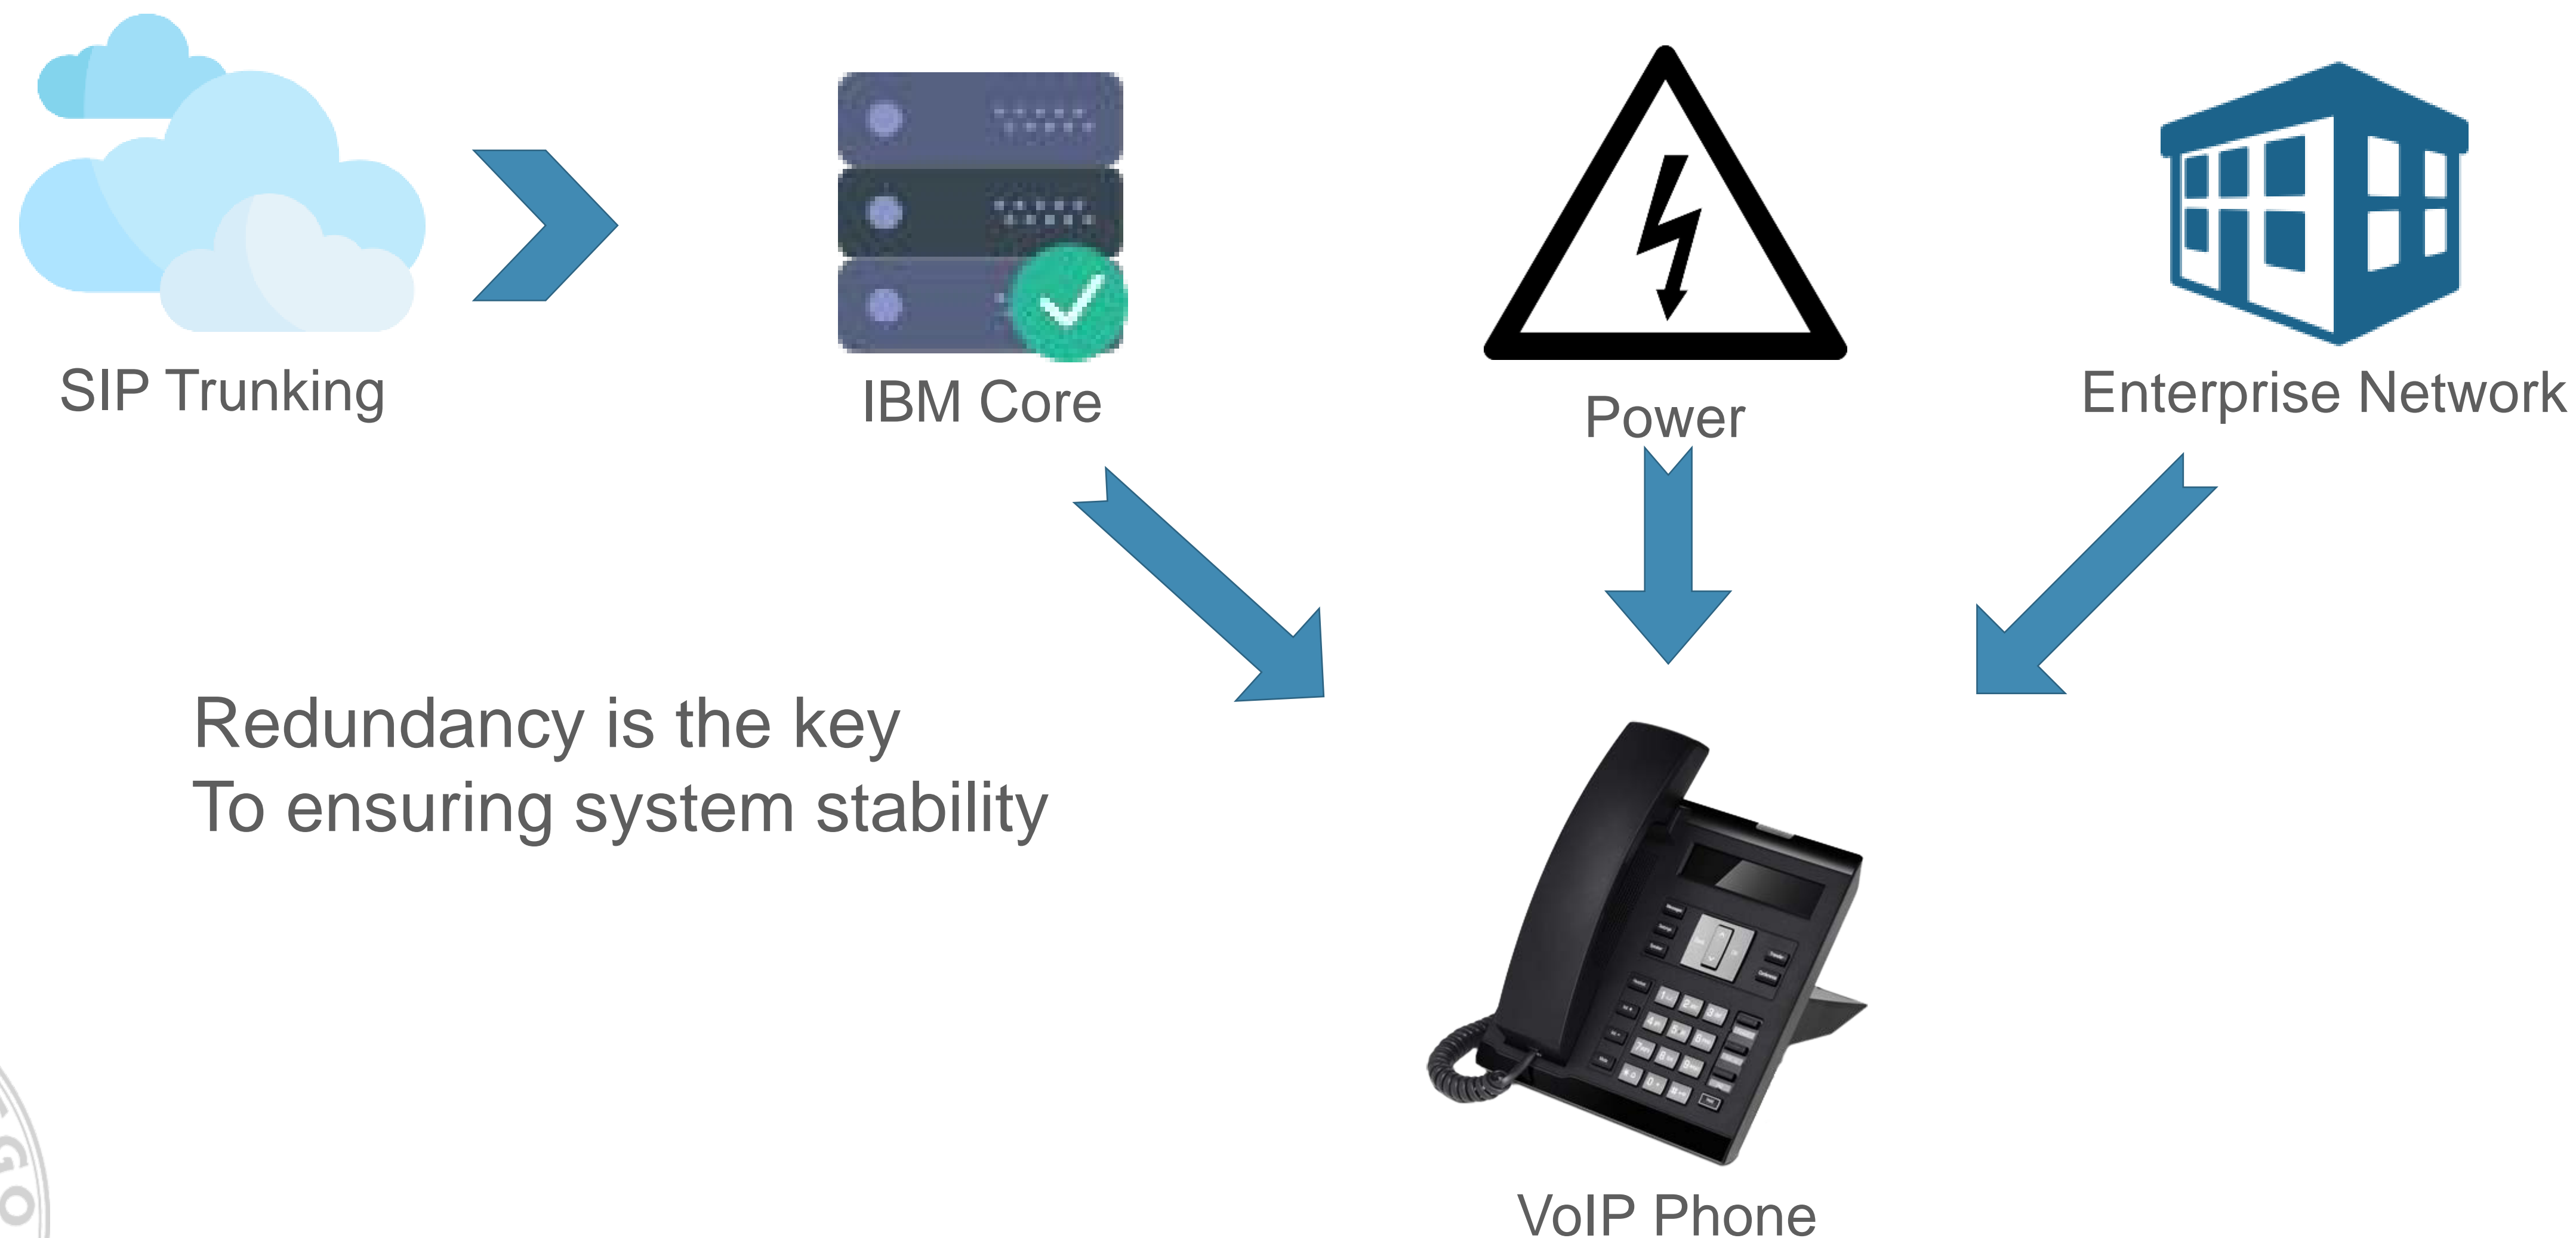 SIP Trunking
IBM Core
Power
Enterprise Network
Redundancy is the key
To ensuring system stability
VoIP Phone